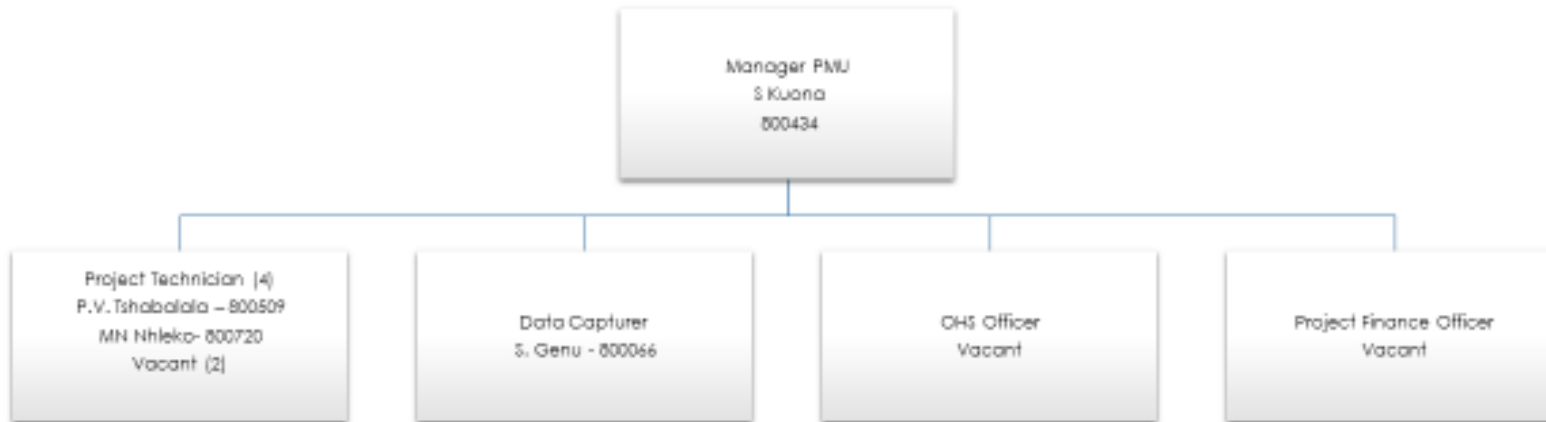 Manager PMU
S Kuana
800434
Project Technician (4)
P.V. Tshabalala – 800509
MN Nhleko- 800720
Vacant (2)
Data Capturer
S. Genu - 800066
OHS Officer
Vacant
Project Finance Officer
Vacant